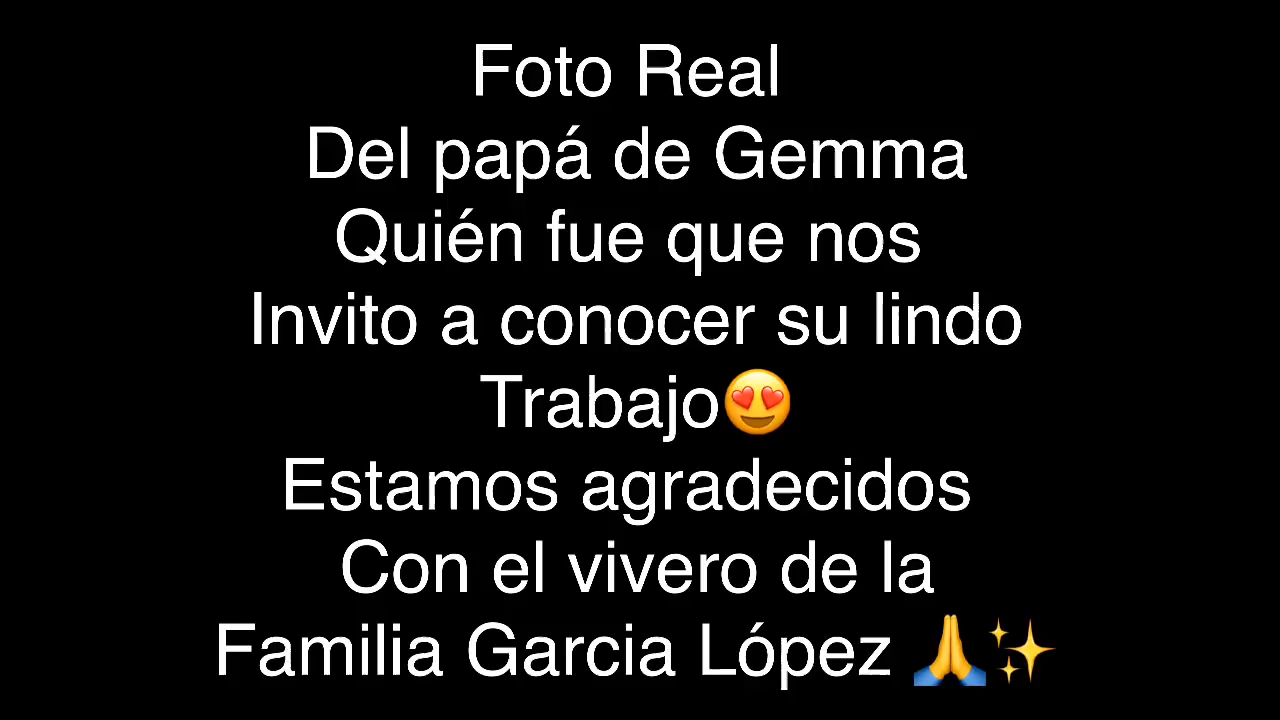 Foto Real
Del papá de Gemma
Quién fue que nos
Invito a conocer su lindo
Trabajo😍
Estamos agradecidos
Con el vivero de la
Familia Garcia López 🙏✨